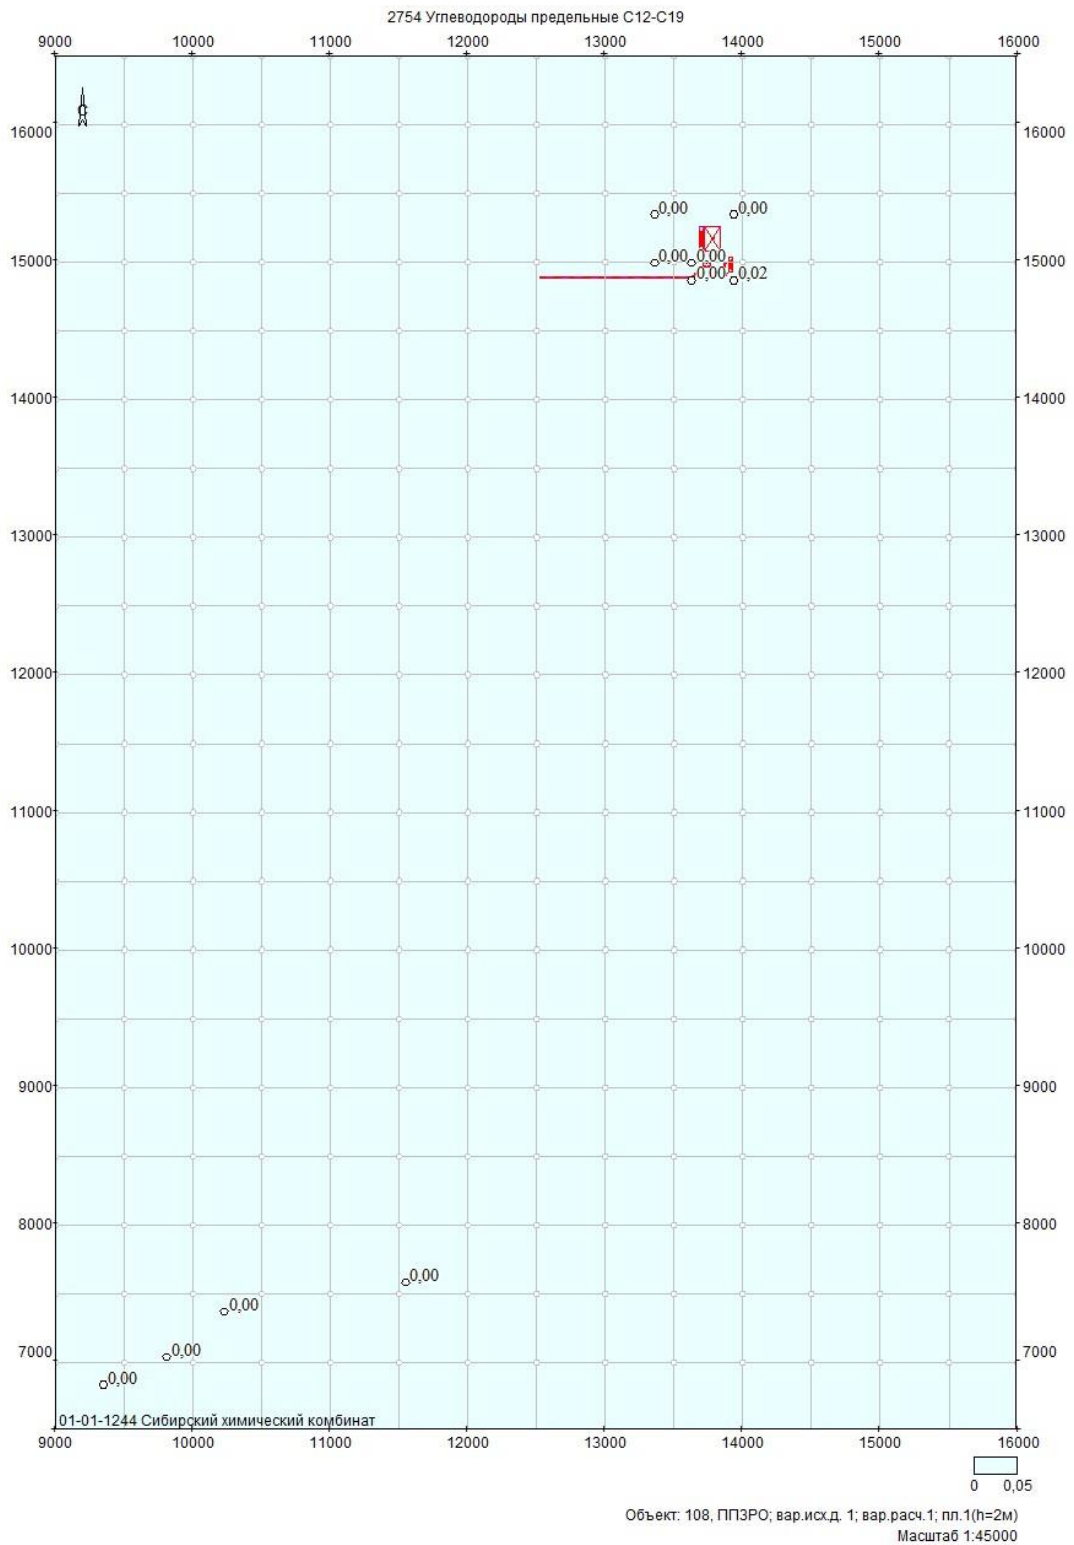 2754 Углеводороды предельные С12-С19
9000 10000 11000 12000 13000 14000 15000 16000
С
16000 16000
0,00 0,00
15000 0,00 0,00 15000
0,00 0,02
14000 14000
13000 13000
12000 12000
11000 11000
10000 10000
9000 9000
8000 8000
0,00
0,00
7000 0,00 7000
0,00
01-01-1244 Сибирский химический комбинат
9000 10000 11000 12000 13000 14000 15000 16000
0 0,05
Объект: 108, ППЗРО; вар.исх.д. 1; вар.расч.1; пл.1(h=2м)
Масштаб 1:45000